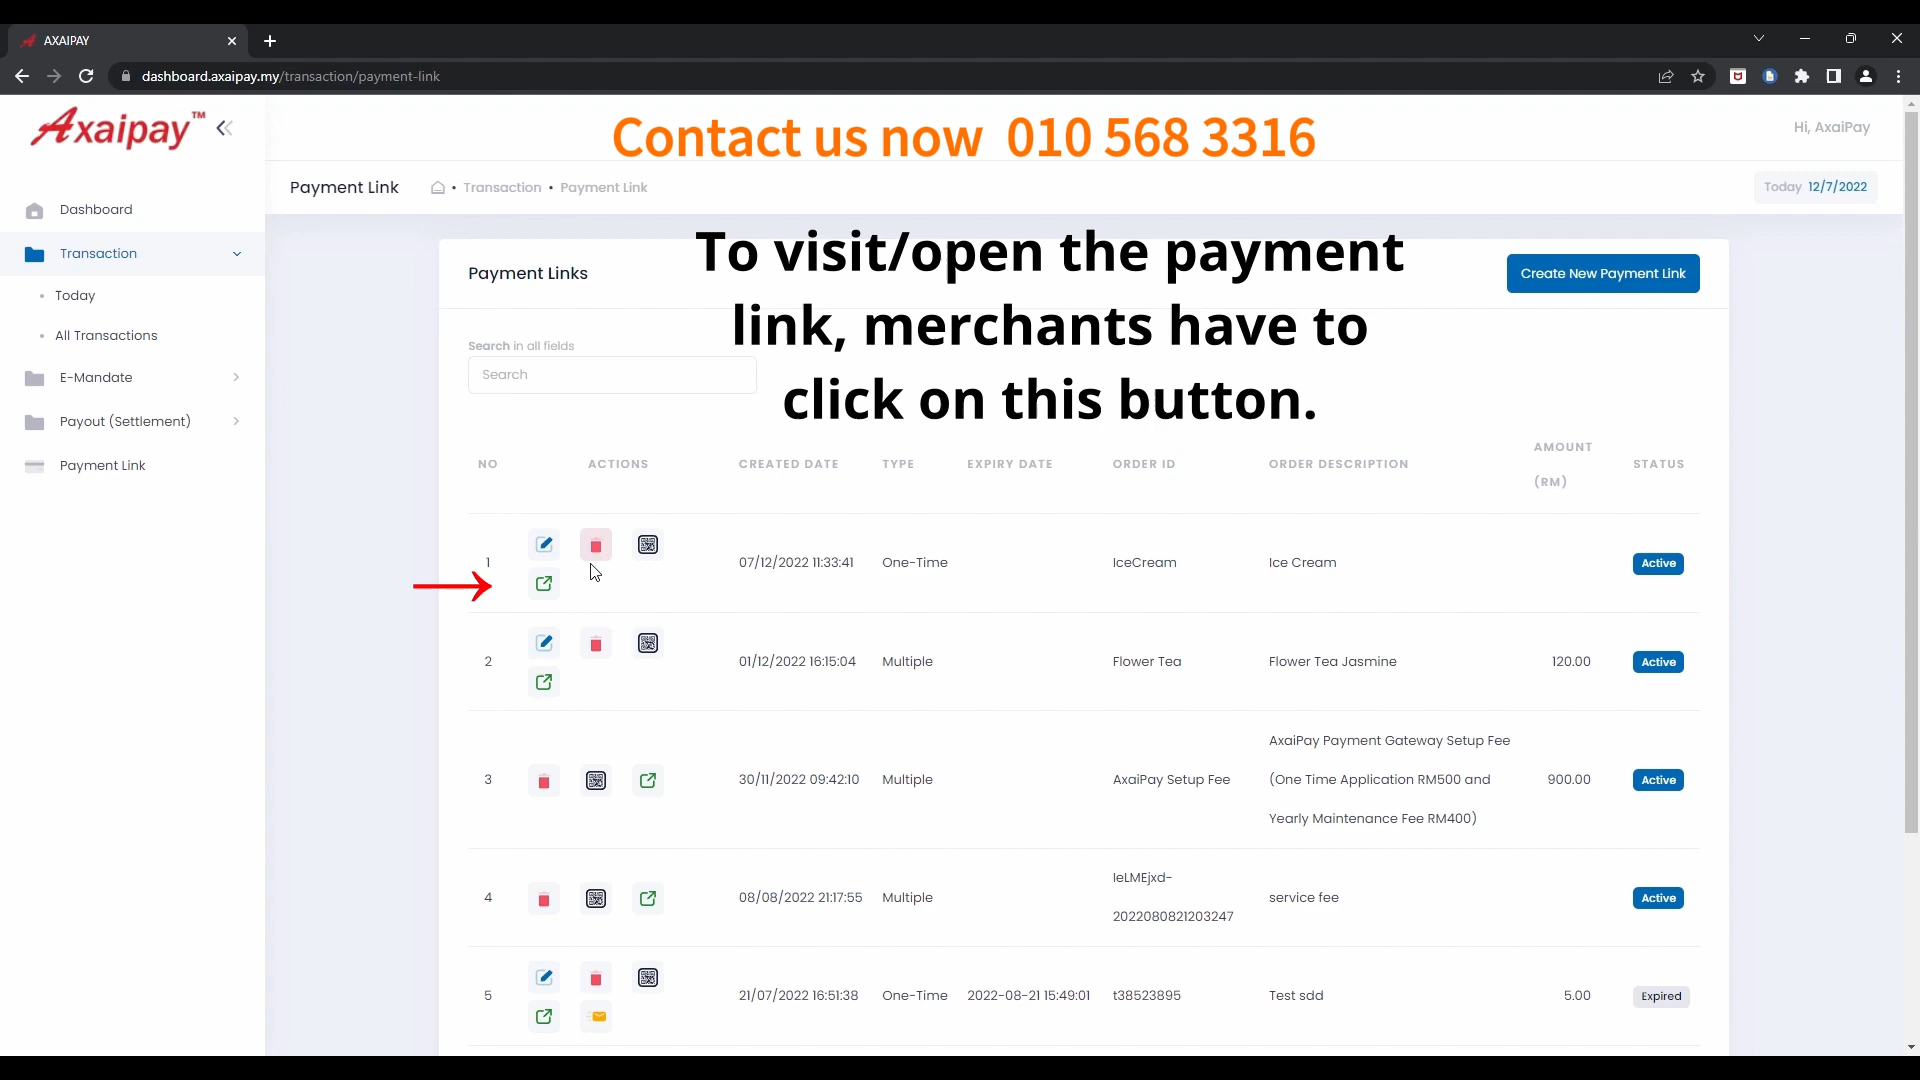 AXAIPAY
dashboard.axaipay.my/transaction/payment-link
Axaipay™
Contact us now 010 568 3316
Hi, AxaiPay
Payment Link
Transaction • Payment Link
Today 12/7/2022
Dashboard
Transaction
Today
All Transactions
E-Mandate
Payout (Settlement)
Payment Link
To visit/open the payment
link, merchants have to
click on this button.
Payment Links
Create New Payment Link
Search in all fields
Search
NO ACTIONS CREATED DATE TYPE EXPIRY DATE ORDER ID ORDER DESCRIPTION AMOUNT (RM) STATUS
1 07/12/2022 11:33:41 One-Time IceCream Ice Cream Active
2 01/12/2022 16:15:04 Multiple Flower Tea Flower Tea Jasmine 120.00 Active
AxaiPay Payment Gateway Setup Fee
3 30/11/2022 09:42:10 Multiple AxaiPay Setup Fee (One Time Application RM500 and 900.00 Active
Yearly Maintenance Fee RM400)
4 08/08/2022 21:17:55 Multiple service fee Active
2022080821203247
5 21/07/2022 16:51:38 One-Time 2022-08-21 15:49:01 t38523895 Test sdd 5.00 Expired